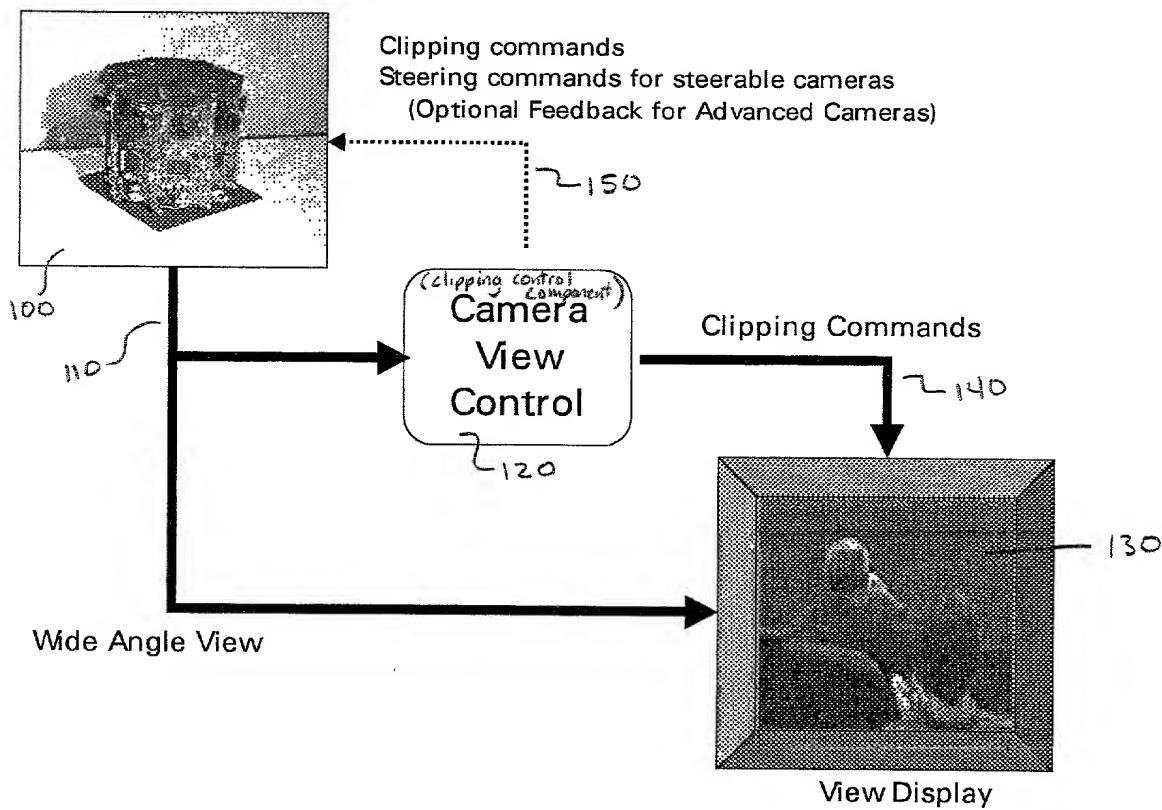 Clipping commands
Steering commands for steerable cameras
(Optional Feedback for Advanced Cameras)
150
100
110
(clipping control
component)
Camera
View
Control
120
Clipping Commands
140
130
Wide Angle View
View Display